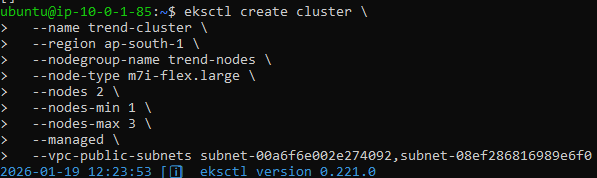 []
ubuntu@ip-10-0-1-85:~$ eksctl create cluster \
>   --name trend-cluster \
>   --region ap-south-1 \
>   --nodegroup-name trend-nodes \
>   --node-type m7i-flex.large \
>   --nodes 2 \
>   --nodes-min 1 \
>   --nodes-max 3 \
>   --managed \
>   --vpc-public-subnets subnet-00a6f6e002e274092,subnet-08ef286816989e6f0
2026-01-19 12:23:53 [ℹ]  eksctl version 0.221.0